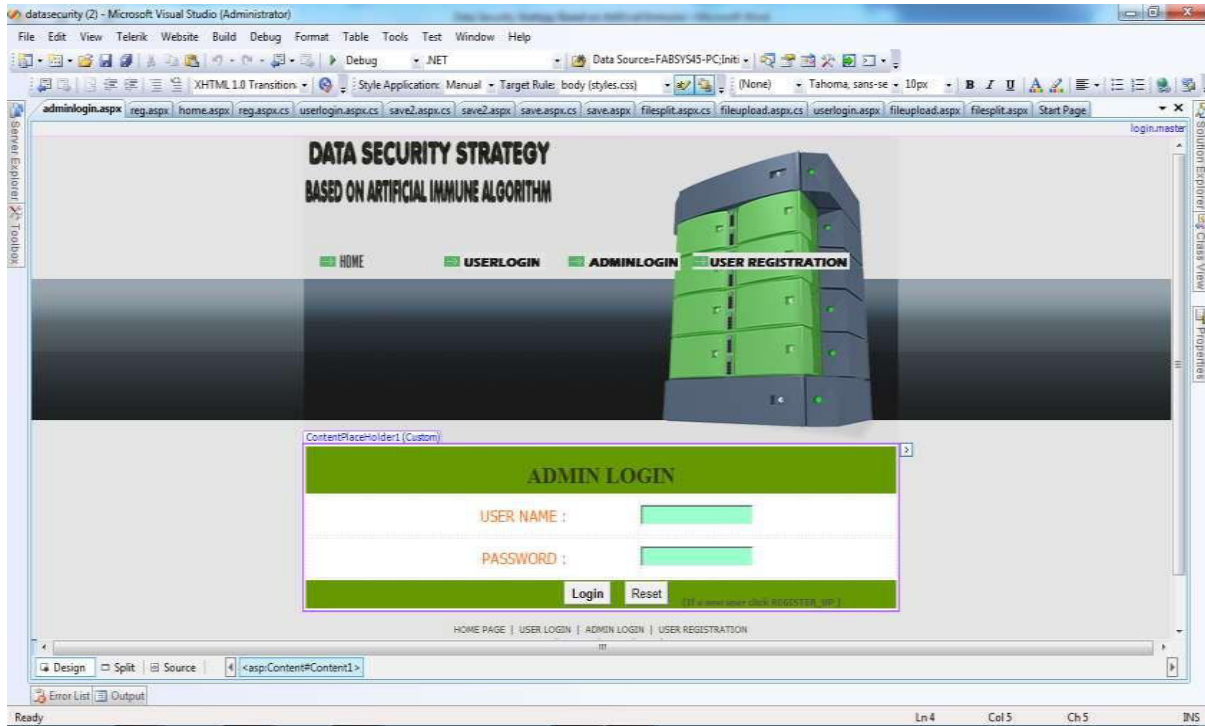 datasecurity (2) - Microsoft Visual Studio (Administrator)
File Edit View Telerik Website Build Debug Format Table Tools Test Window Help
Debug .NET Data Source=FABSYS45-PC;Initi
XHTML 1.0 Transition Style Application: Manual Target Rule: body (styles.css) (None) Tahoma, sans-se 10px B I U A
adminlogin.aspx reg.aspx home.aspx reg.aspx.cs userlogin.aspx.cs save2.aspx.cs save2.aspx save.aspx.cs save.aspx filesplit.aspx.cs fileupload.aspx.cs userlogin.aspx fileupload.aspx filesplit.aspx Start Page
login.master
Server Explorer
Toolbox
Solution Explorer
Class View
Properties
DATA SECURITY STRATEGY
BASED ON ARTIFICIAL IMMUNE ALGORITHM
HOME USERLOGIN ADMINLOGIN USER REGISTRATION
ContentPlaceHolder1 (Custom)
ADMIN LOGIN
USER NAME :
PASSWORD :
Login Reset (If a new user click REGISTER_UP )
HOME PAGE | USER LOGIN | ADMIN LOGIN | USER REGISTRATION
Design Split Source <asp:Content#Content1>
Error List Output
Ready Ln 4 Col 5 Ch 5 INS